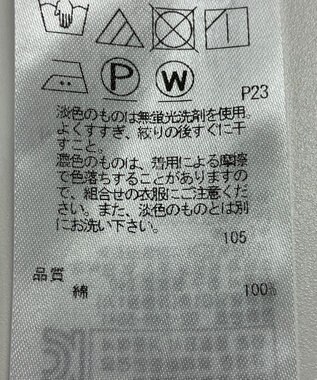 P W
P23
淡色のものは無蛍光洗剤を使用
よくすすぎ、絞りの後すぐに干
すこと。
濃色のものは、着用による摩擦
で色落ちすることがありますの
で、組合せの衣服にご注意くだ
さい。また、淡色のものとは別
にお洗い下さい。
105
品質
綿 100%